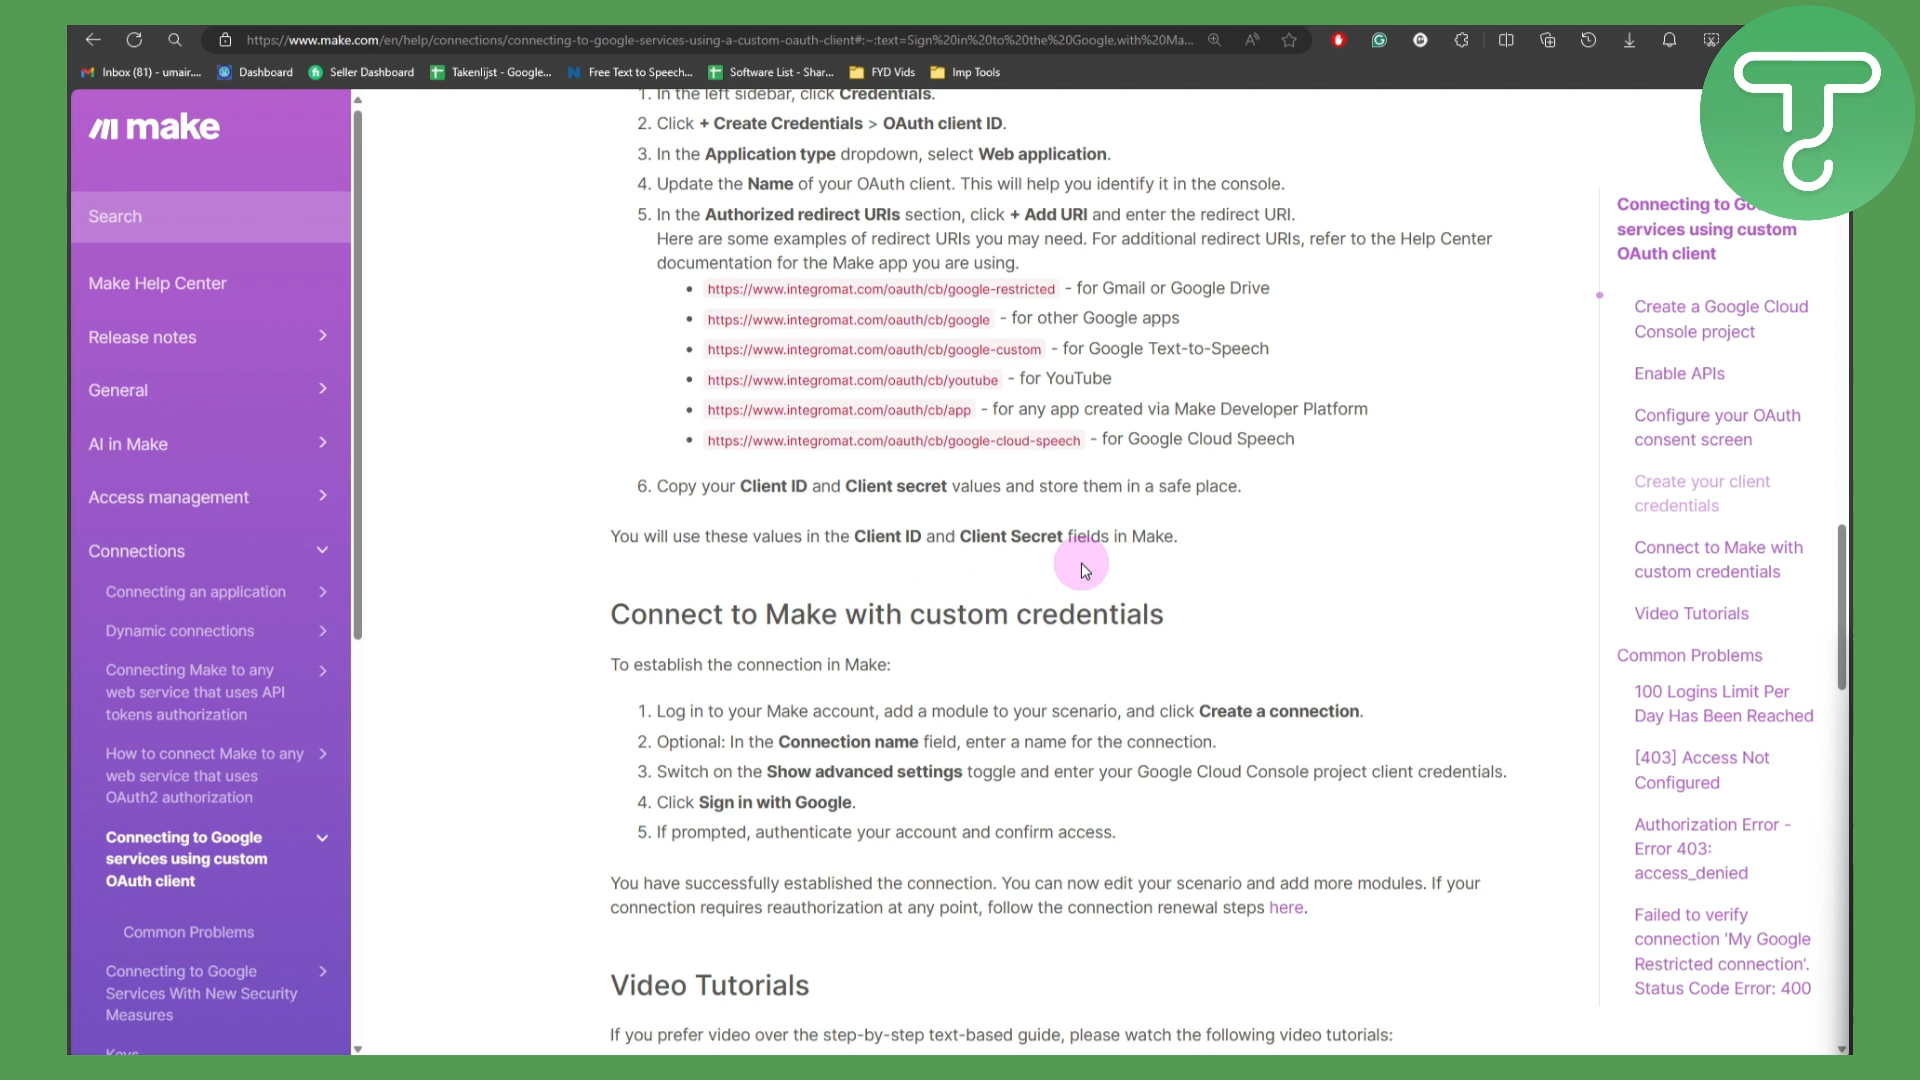 https://www.make.com/en/help/connections/connecting-to-google-services-using-a-custom-oauth-client#:~:text=Sign%20in%20to%20the%20Google,with%20Ma...
Inbox (81) - umair....
Dashboard
Seller Dashboard
Takenlijst - Google...
Free Text to Speech...
Software List - Shar...
FYD Vids
Imp Tools
make
Search
Make Help Center
Release notes
General
AI in Make
Access management
Connections
Connecting an application
Dynamic connections
Connecting Make to any
web service that uses API
tokens authorization
How to connect Make to any
web service that uses
OAuth2 authorization
Connecting to Google
services using custom
OAuth client
Common Problems
Connecting to Google
Services With New Security
Measures
Keys
1. In the left sidebar, click Credentials.
2. Click + Create Credentials > OAuth client ID.
3. In the Application type dropdown, select Web application.
4. Update the Name of your OAuth client. This will help you identify it in the console.
5. In the Authorized redirect URIs section, click + Add URI and enter the redirect URI.
Here are some examples of redirect URIs you may need. For additional redirect URIs, refer to the Help Center
documentation for the Make app you are using.
• https://www.integromat.com/oauth/cb/google-restricted - for Gmail or Google Drive
• https://www.integromat.com/oauth/cb/google - for other Google apps
• https://www.integromat.com/oauth/cb/google-custom - for Google Text-to-Speech
• https://www.integromat.com/oauth/cb/youtube - for YouTube
• https://www.integromat.com/oauth/cb/app - for any app created via Make Developer Platform
• https://www.integromat.com/oauth/cb/google-cloud-speech - for Google Cloud Speech
6. Copy your Client ID and Client secret values and store them in a safe place.
You will use these values in the Client ID and Client Secret fields in Make.
Connect to Make with custom credentials
To establish the connection in Make:
1. Log in to your Make account, add a module to your scenario, and click Create a connection.
2. Optional: In the Connection name field, enter a name for the connection.
3. Switch on the Show advanced settings toggle and enter your Google Cloud Console project client credentials.
4. Click Sign in with Google.
5. If prompted, authenticate your account and confirm access.
You have successfully established the connection. You can now edit your scenario and add more modules. If your
connection requires reauthorization at any point, follow the connection renewal steps here.
Video Tutorials
If you prefer video over the step-by-step text-based guide, please watch the following video tutorials:
Connecting to Go
services using custom
OAuth client
Create a Google Cloud
Console project
Enable APIs
Configure your OAuth
consent screen
Create your client
credentials
Connect to Make with
custom credentials
Video Tutorials
Common Problems
100 Logins Limit Per
Day Has Been Reached
[403] Access Not
Configured
Authorization Error -
Error 403:
access_denied
Failed to verify
connection 'My Google
Restricted connection'.
Status Code Error: 400